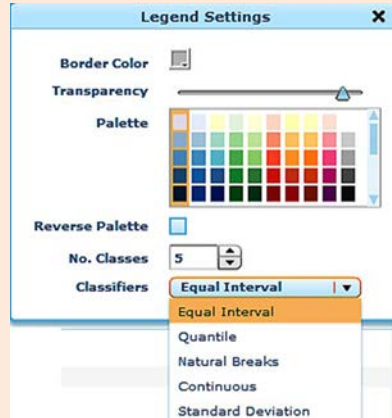 Legend Settings
Border Color
Transparency
Palette
Reverse Palette
No. Classes 5
Classifiers Equal Interval
Equal Interval
Quantile
Natural Breaks
Continuous
Standard Deviation